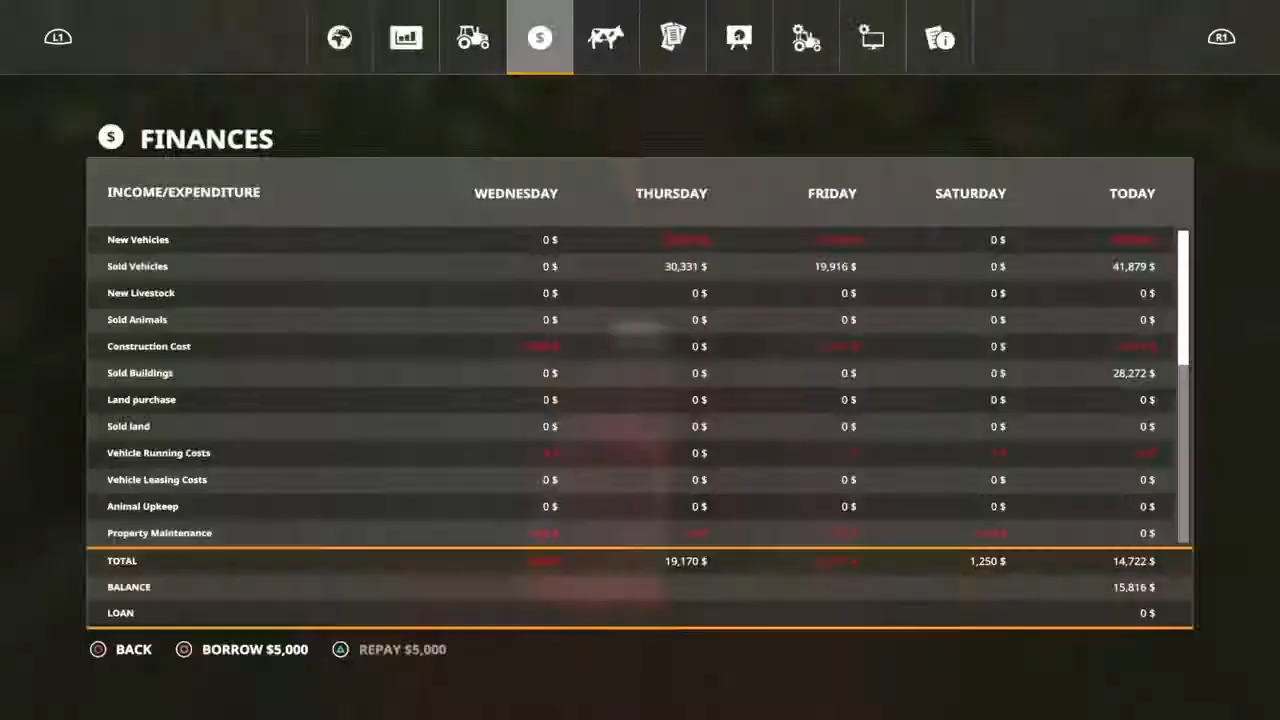 L1 $ R1
$ FINANCES
INCOME/EXPENDITURE WEDNESDAY THURSDAY FRIDAY SATURDAY TODAY
New Vehicles 0 $ 0 $
Sold Vehicles 0 $ 30,331 $ 19,916 $ 0 $ 41,879 $
New Livestock 0 $ 0 $ 0 $ 0 $ 0 $
Sold Animals 0 $ 0 $ 0 $ 0 $ 0 $
Construction Cost 0 $ 0 $
Sold Buildings 0 $ 0 $ 0 $ 0 $ 28,272 $
Land purchase 0 $ 0 $ 0 $ 0 $ 0 $
Sold land 0 $ 0 $ 0 $ 0 $ 0 $
Vehicle Running Costs 0 $
Vehicle Leasing Costs 0 $ 0 $ 0 $ 0 $ 0 $
Animal Upkeep 0 $ 0 $ 0 $ 0 $ 0 $
Property Maintenance 0 $
TOTAL 19,170 $ 1,250 $ 14,722 $
BALANCE 15,816 $
LOAN 0 $
BACK BORROW $5,000 REPAY $5,000